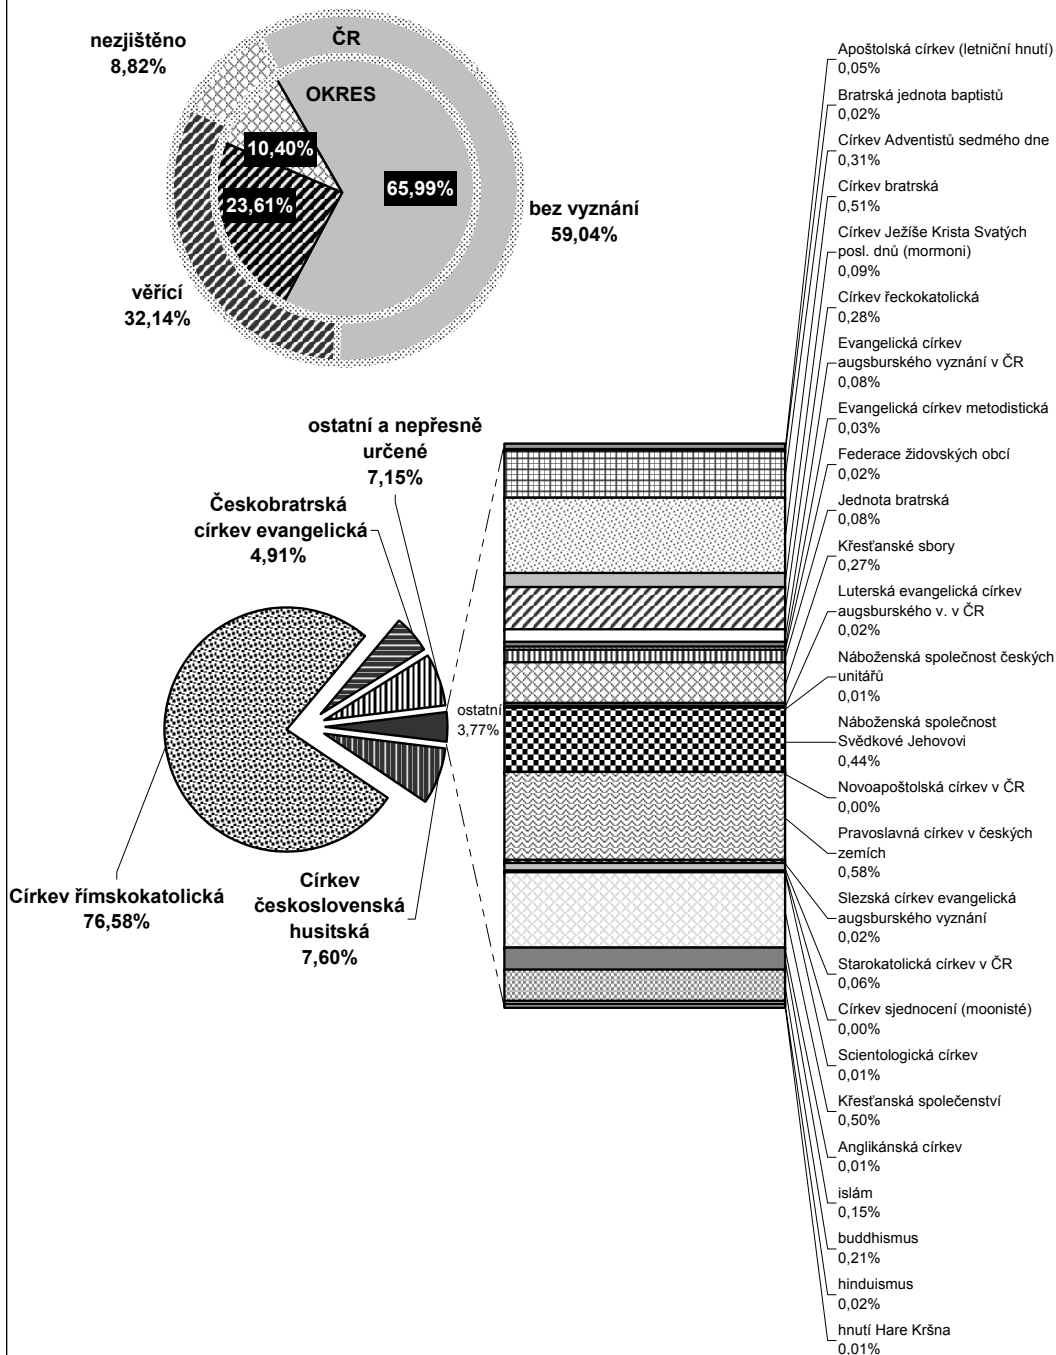 nezjištěno
8,82%
ČR
OKRES
10,40%
65,99%
23,61%
bez vyznání
59,04%
věřící
32,14%
ostatní a nepřesně
určené
7,15%
Českobratrská
církev evangelická
4,91%
ostatní
3,77%
Církev římskokatolická
76,58%
Církev
československá
husitská
7,60%
Apoštolská církev (letniční hnutí)
0,05%
Bratrská jednota baptistů
0,02%
Církev Adventistů sedmého dne
0,31%
Církev bratrská
0,51%
Církev Ježíše Krista Svatých
posl. dnů (mormoni)
0,09%
Církev řeckokatolická
0,28%
Evangelická církev
augsburského vyznání v ČR
0,08%
Evangelická církev metodistická
0,03%
Federace židovských obcí
0,02%
Jednota bratrská
0,08%
Křesťanské sbory
0,27%
Luterská evangelická církev
augsburského v. v ČR
0,02%
Náboženská společnost českých
unitářů
0,01%
Náboženská společnost
Svědkové Jehovovi
0,44%
Novoapoštolská církev v ČR
0,00%
Pravoslavná církev v českých
zemích
0,58%
Slezská církev evangelická
augsburského vyznání
0,02%
Starokatolická církev v ČR
0,06%
Církev sjednocení (moonisté)
0,00%
Scientologická církev
0,01%
Křesťanská společenství
0,50%
Anglikánská církev
0,01%
islám
0,15%
buddhismus
0,21%
hinduismus
0,02%
hnutí Hare Kršna
0,01%